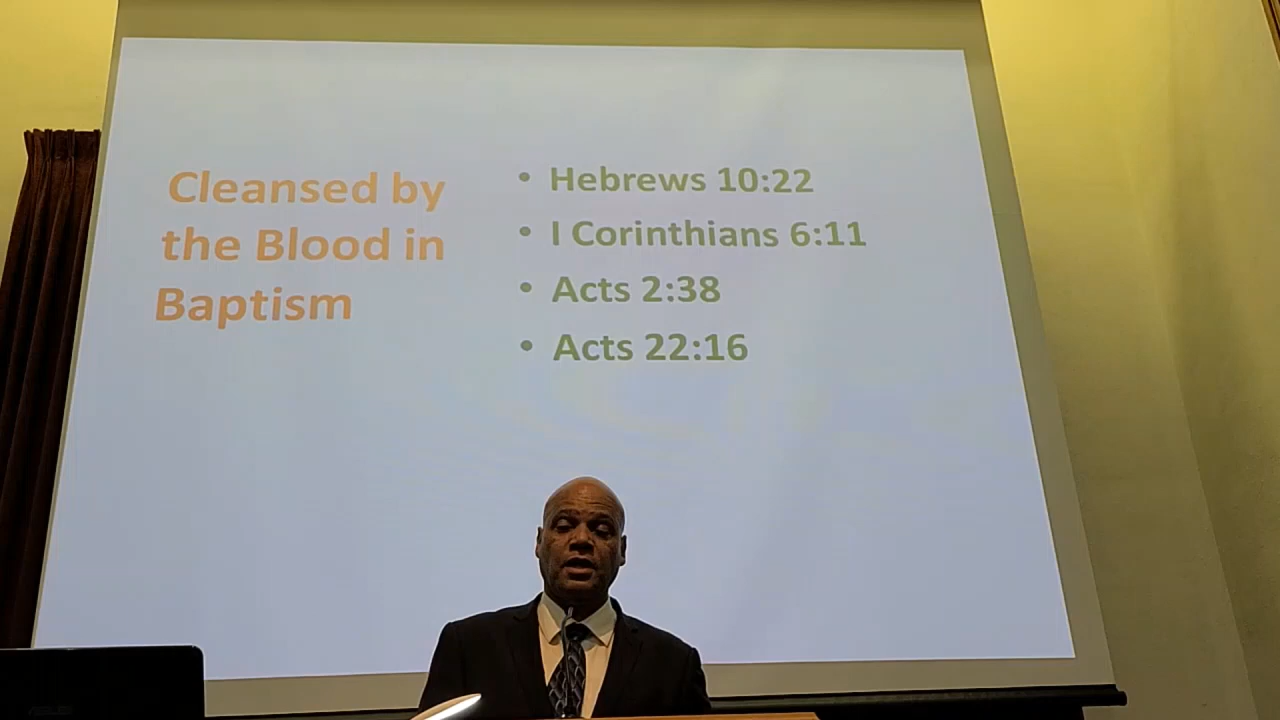 Cleansed by
the Blood in
Baptism
• Hebrews 10:22
• I Corinthians 6:11
• Acts 2:38
• Acts 22:16